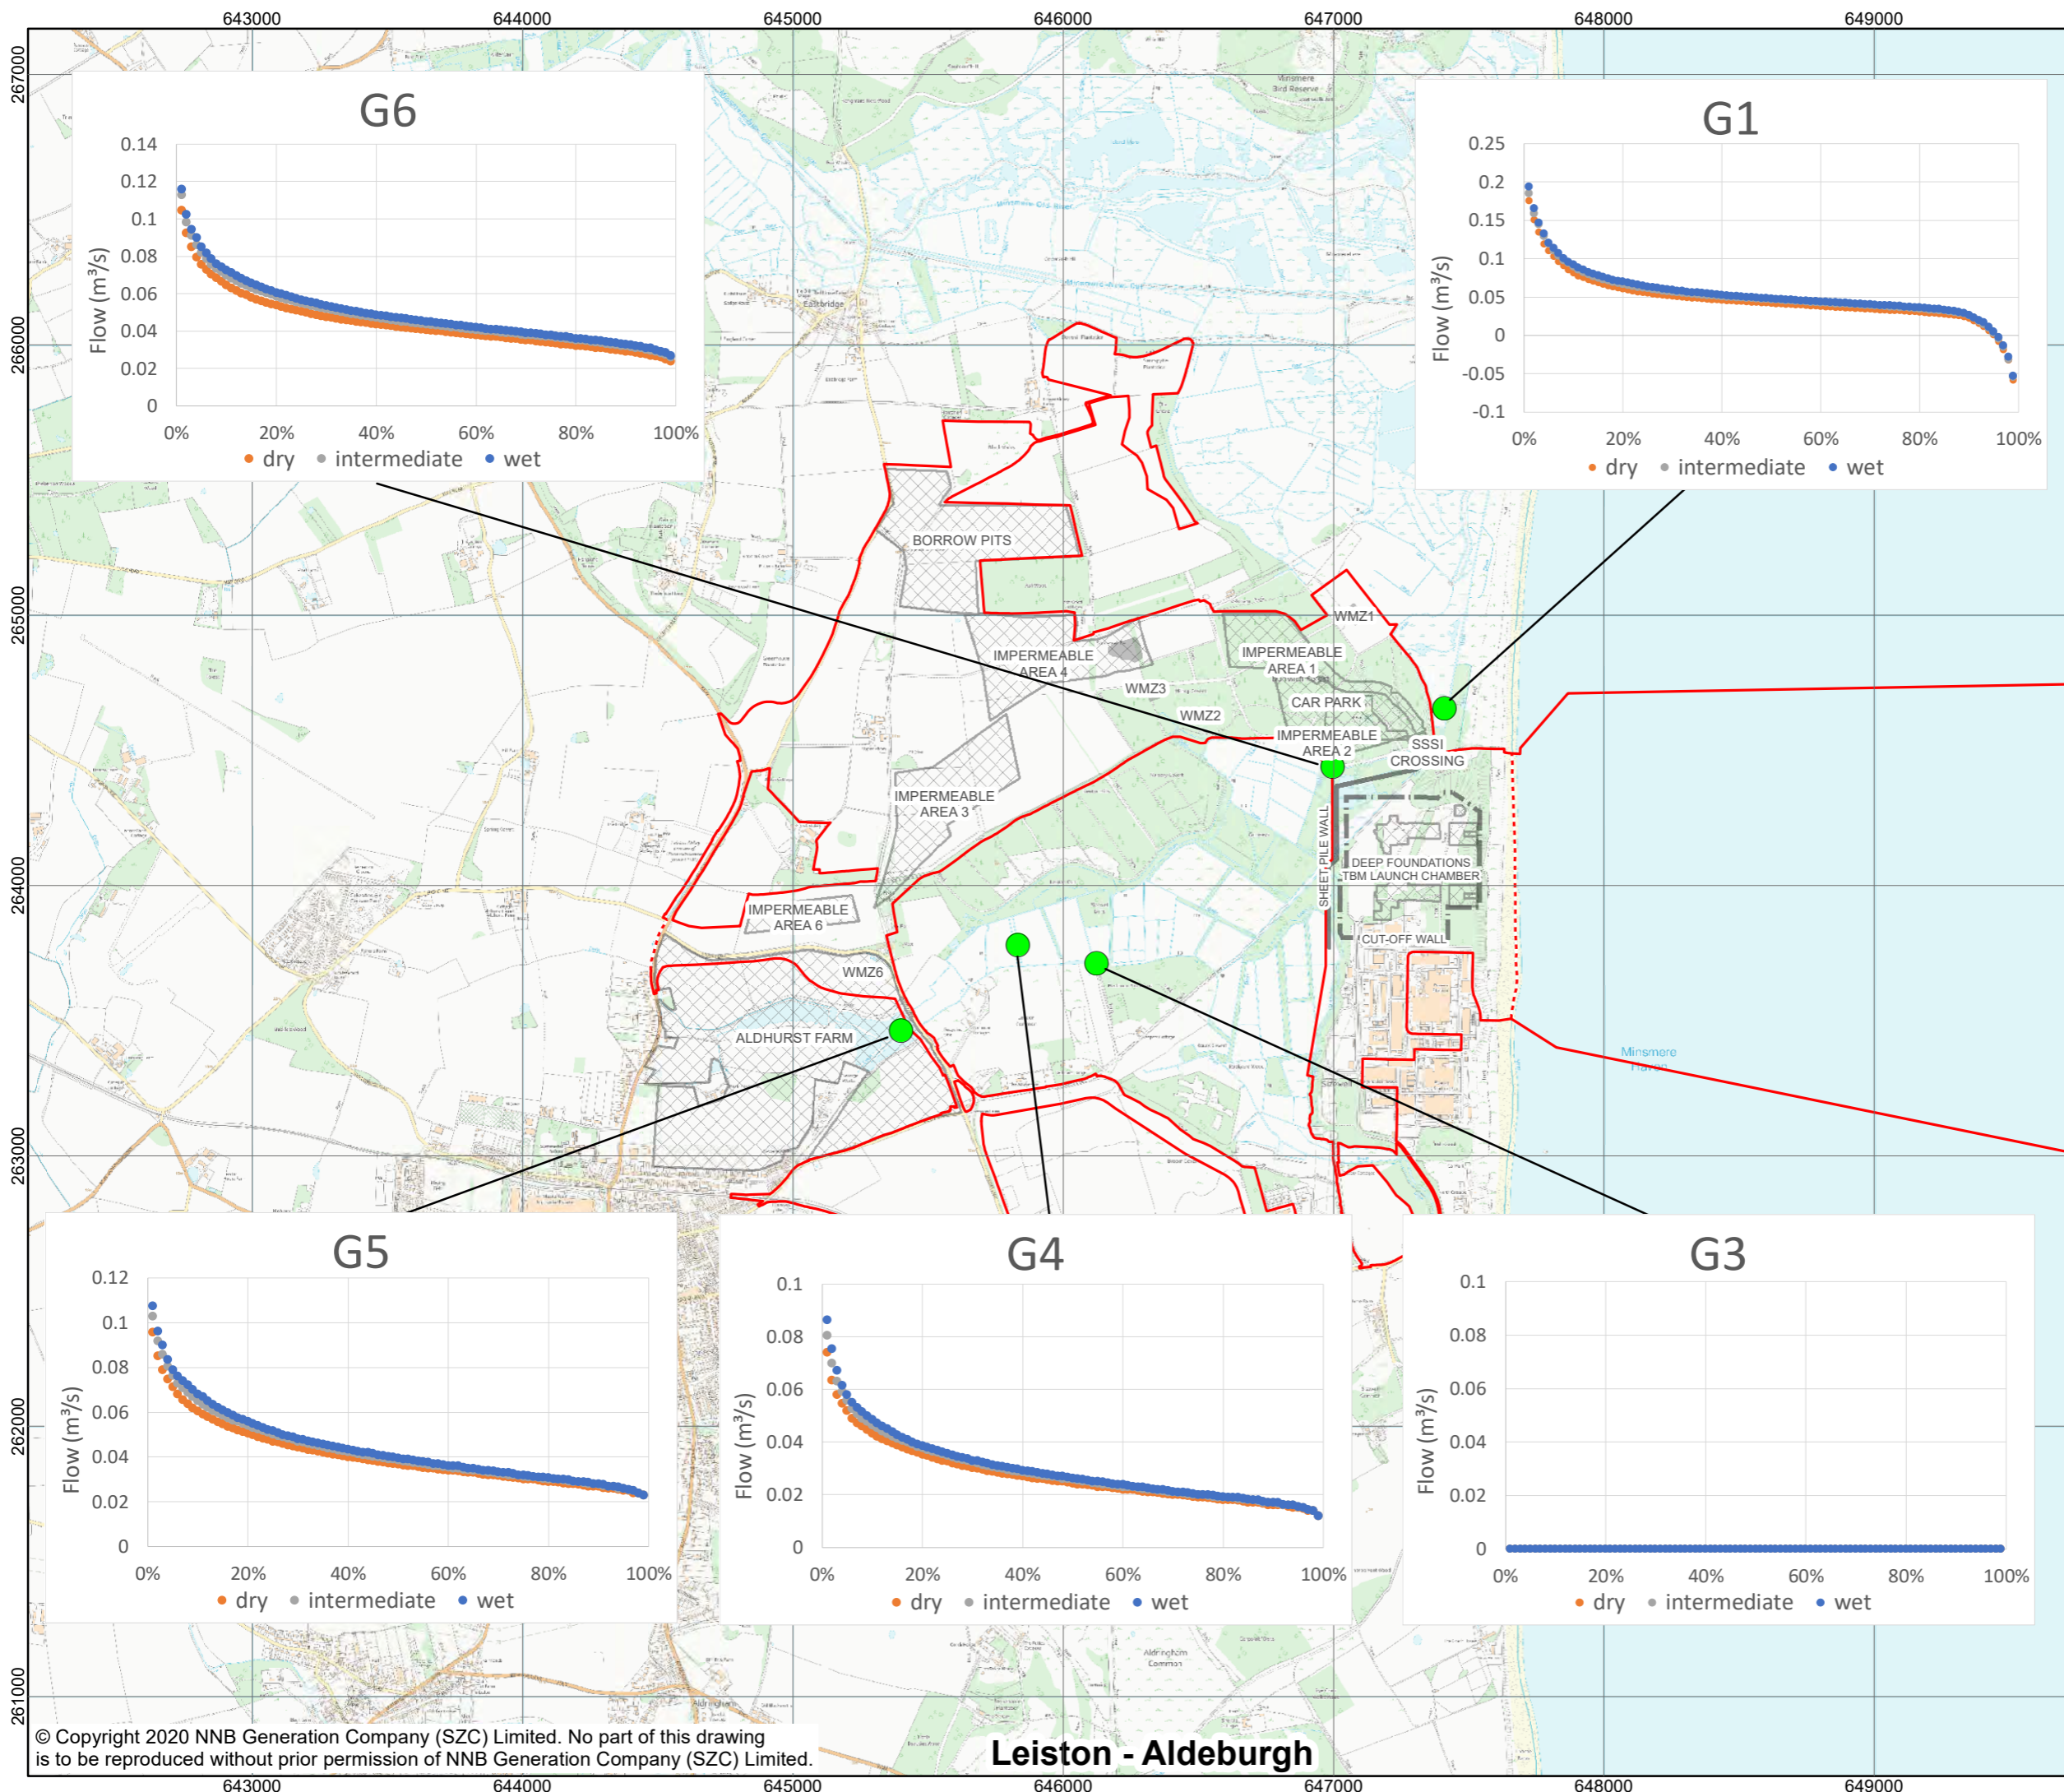 643000 644000 645000 646000 647000 648000 649000
267000
266000
265000
264000
263000
262000
261000
G6
0.14
0.12
0.1
0.08
0.06
0.04
0.02
0
Flow (m³/s)
0% 20% 40% 60% 80% 100%
dry intermediate wet
G1
0.25
0.2
0.15
0.1
0.05
0
-0.05
-0.1
Flow (m³/s)
0% 20% 40% 60% 80% 100%
dry intermediate wet
Minsmere
Bird Reserve
Eastbridge
BORROW PITS
WMZ1
IMPERMEABLE
AREA 4
IMPERMEABLE
AREA 1
WMZ3
CAR PARK
WMZ2
IMPERMEABLE
AREA 2
SSSI
CROSSING
IMPERMEABLE
AREA 3
SHEET PILE WALL
DEEP FOUNDATIONS
TBM LAUNCH CHAMBER
IMPERMEABLE
AREA 6
CUT-OFF WALL
WMZ6
ALDHURST FARM
Minsmere
Haven
G5
0.12
0.1
0.08
0.06
0.04
0.02
0
Flow (m³/s)
0% 20% 40% 60% 80% 100%
dry intermediate wet
G4
0.1
0.08
0.06
0.04
0.02
0
Flow (m³/s)
0% 20% 40% 60% 80% 100%
dry intermediate wet
G3
0.1
0.08
0.06
0.04
0.02
0
Flow (m³/s)
0% 20% 40% 60% 80% 100%
dry intermediate wet
Aldringham
Common
Aldringham
© Copyright 2020 NNB Generation Company (SZC) Limited. No part of this drawing
is to be reproduced without prior permission of NNB Generation Company (SZC) Limited.
Leiston - Aldeburgh
643000 644000 645000 646000 647000 648000 649000